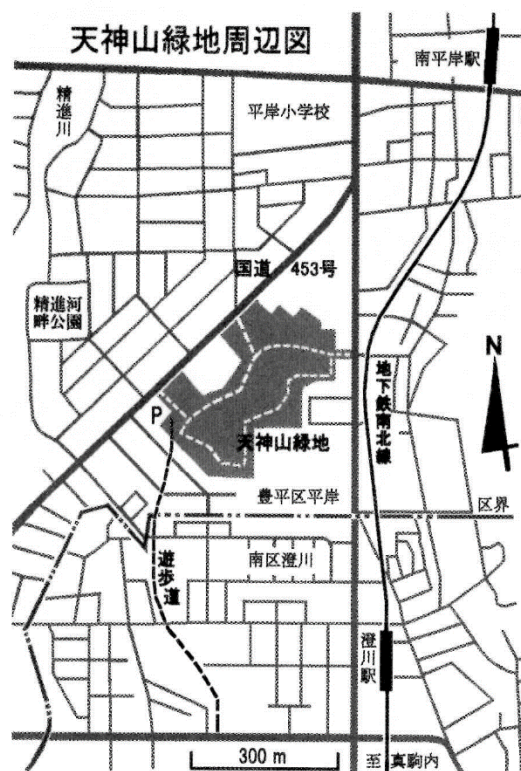 天神山緑地周辺図
南平岸駅
精進川
平岸小学校
国道 453号
精進河
畔公園
N
地下鉄南北線
P
天神山緑地
豊平区平岸
区界
遊歩道
南区澄川
澄川駅
300 m
至 真駒内